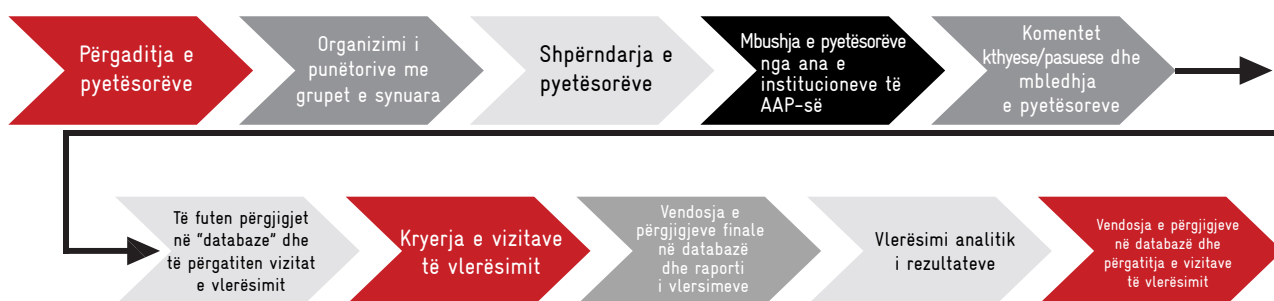 Përgaditja e
pyetësorëve
Organizimi i
punëtorive me
grupet e synuara
Shpërndarja e
pyetësorëve
Mbushja e pyetësorëve
nga ana e
institucioneve të
AAP-së
Komentet
kthyese/pasuese dhe
mbledhja
e pyetësoreve
Të futen përgjigjet
në "databaze" dhe
të përgatiten vizitat
e vlerësimit
Kryerja e vizitave
të vlerësimit
Vendosja e
përgjigjeve finale
në databazë
dhe raporti
i vlersimeve
Vlerësimi analitik
i rezultateve
Vendosja e përgjigjeve
në databazë dhe
përgatitja e vizitave
të vlerësimit